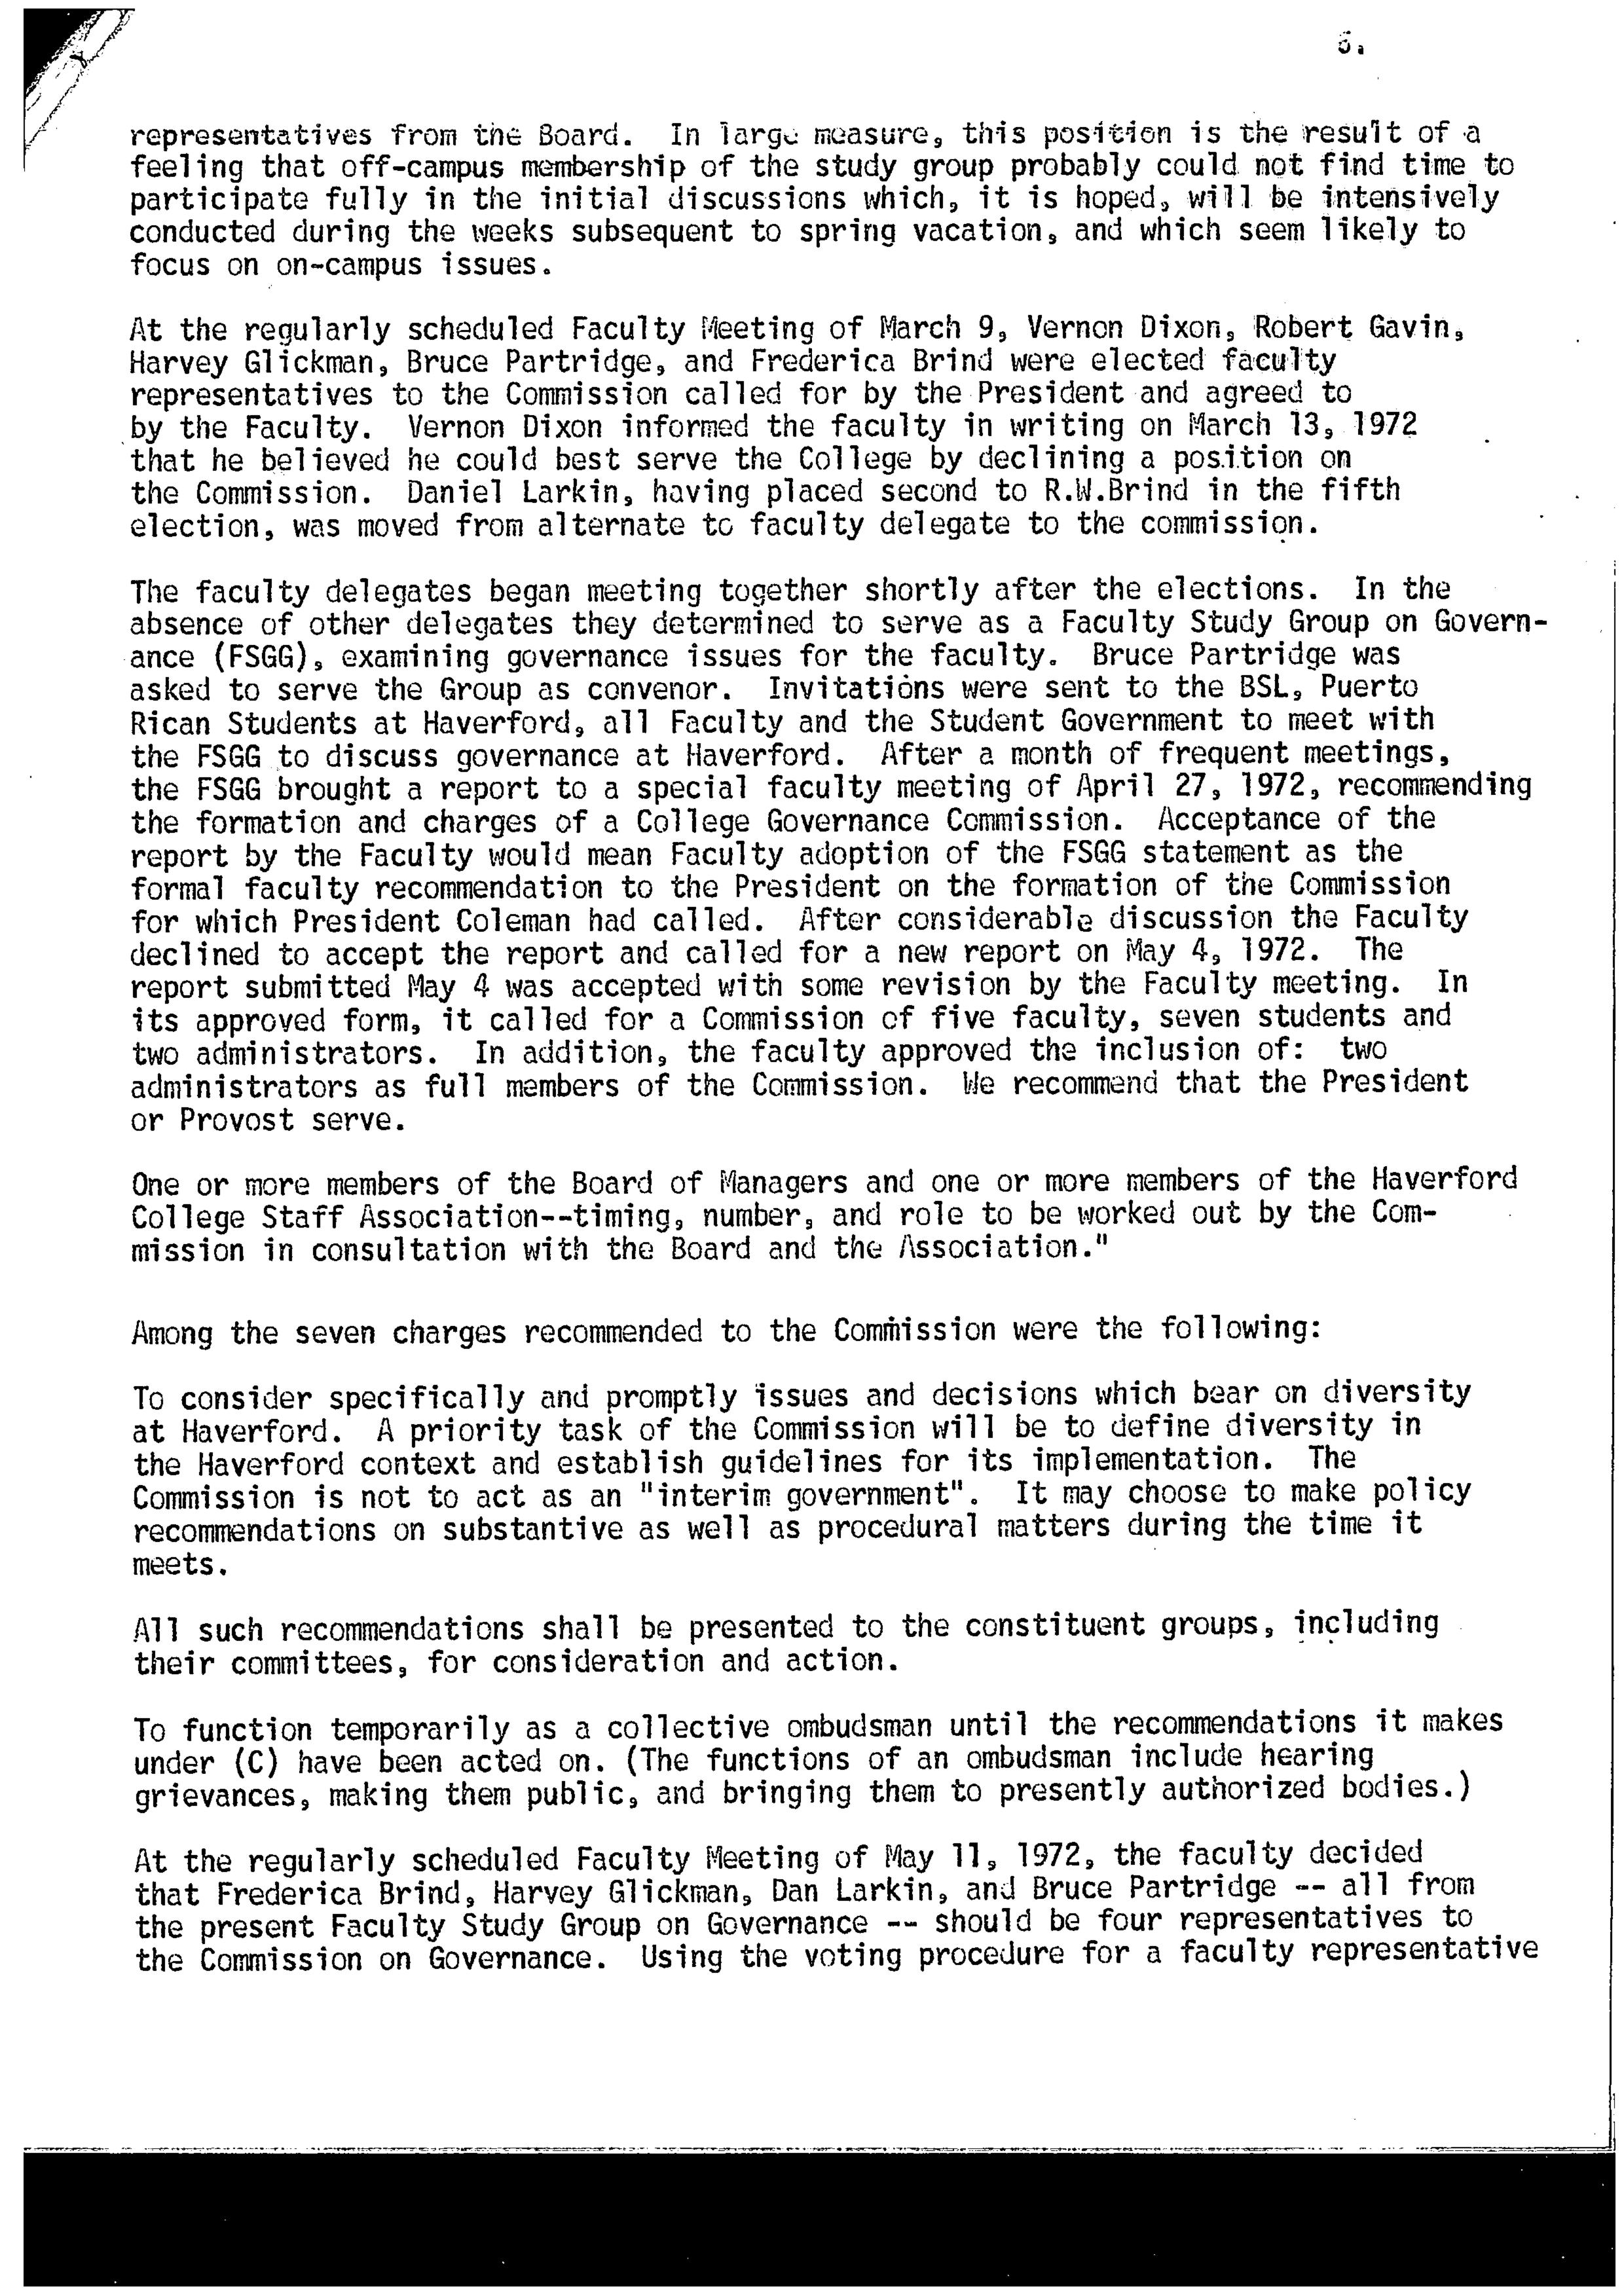 representatives from the Board. In large measure, this position is the result of a
feeling that off-campus membership of the study group probably could not find time to
participate fully in the initial discussions which, it is hoped, will be intensively
conducted during the weeks subsequent to spring vacation, and which seem likely to
focus on on-campus issues.
At the regularly scheduled Faculty Meeting of March 9, Vernon Dixon, Robert Gavin,
Harvey Glickman, Bruce Partridge, and Frederica Brind were elected faculty
representatives to the Commission called for by the President and agreed to
by the Faculty. Vernon Dixon informed the faculty in writing on March 13, 1972
that he believed he could best serve the College by declining a position on
the Commission. Daniel Larkin, having placed second to R.W.Brind in the fifth
election, was moved from alternate to faculty delegate to the commission.
The faculty delegates began meeting together shortly after the elections. In the
absence of other delegates they determined to serve as a Faculty Study Group on Govern-
ance (FSGG), examining governance issues for the faculty. Bruce Partridge was
asked to serve the Group as convenor. Invitations were sent to the BSL, Puerto
Rican Students at Haverford, all Faculty and the Student Government to meet with
the FSGG to discuss governance at Haverford. After a month of frequent meetings,
the FSGG brought a report to a special faculty meeting of April 27, 1972, recommending
the formation and charges of a College Governance Commission. Acceptance of the
report by the Faculty would mean Faculty adoption of the FSGG statement as the
formal faculty recommendation to the President on the formation of the Commission
for which President Coleman had called. After considerable discussion the Faculty
declined to accept the report and called for a new report on May 4, 1972. The
report submitted May 4 was accepted with some revision by the Faculty meeting. In
its approved form, it called for a Commission of five faculty, seven students and
two administrators. In addition, the faculty approved the inclusion of: two
administrators as full members of the Commission. We recommend that the President
or Provost serve.
One or more members of the Board of Managers and one or more members of the Haverford
College Staff Association--timing, number, and role to be worked out by the Com-
mission in consultation with the Board and the Association."
Among the seven charges recommended to the Commission were the following:
To consider specifically and promptly issues and decisions which bear on diversity
at Haverford. A priority task of the Commission will be to define diversity in
the Haverford context and establish guidelines for its implementation. The
Commission is not to act as an "interim government". It may choose to make policy
recommendations on substantive as well as procedural matters during the time it
meets.
All such recommendations shall be presented to the constituent groups, including
their committees, for consideration and action.
To function temporarily as a collective ombudsman until the recommendations it makes
under (C) have been acted on. (The functions of an ombudsman include hearing
grievances, making them public, and bringing them to presently authorized bodies.)
At the regularly scheduled Faculty Meeting of May 11, 1972, the faculty decided
that Frederica Brind, Harvey Glickman, Dan Larkin, and Bruce Partridge -- all from
the present Faculty Study Group on Governance -- should be four representatives to
the Commission on Governance. Using the voting procedure for a faculty representative